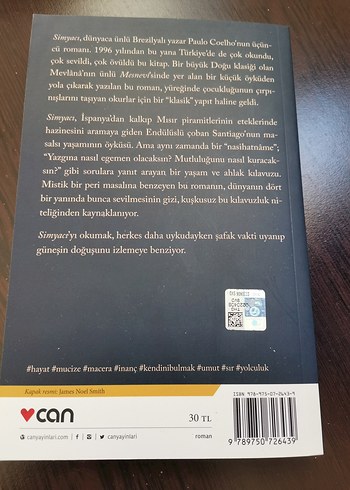 Simyacı, dünyaca ünlü Brezilyalı yazar Paulo Coelho'nun üçün-
cü romanı. 1996 yılından bu yana Türkiye'de de çok okundu,
çok sevildi, çok övüldü bu kitap. Bir büyük Doğu klasiği olan
Mevlânâ'nın ünlü Mesnevi'sinde yer alan bir küçük öyküden
yola çıkarak yazılan bu roman, yüreğinde çocukluğunun çırpı-
nışlarını taşıyan okurlar için bir "klasik" yapıt haline geldi.
Simyacı, İspanya'dan kalkıp Mısır piramitlerinin eteklerinde
hazinesini aramaya giden Endülüslü çoban Santiago'nun ma-
salsı yaşamının öyküsü. Ama aynı zamanda bir "nasihatnâme";
"Yazgına nasıl egemen olacaksın? Mutluluğunu nasıl kuracak-
sın?" gibi sorulara yanıt arayan bir yaşam ve ahlak kılavuzu.
Mistik bir peri masalına benzeyen bu romanın, dünyanın dört
bir yanında bunca sevilmesinin gizi, kuşkusuz bu kılavuzluk ni-
teliğinden kaynaklanıyor.
Simyacı'yı okumak, herkes daha uykudayken şafak vakti uyanıp
güneşin doğuşunu izlemeye benziyor.
#hayat #mucize #macera #inanç #kendinibulmak #umut #sır #yolculuk
Kapak resmi: James Noel Smith
can
30 TL
canyayinlari.com
canyayinlari
roman
ISBN 978-975-07-2643-9
9 789750 726439